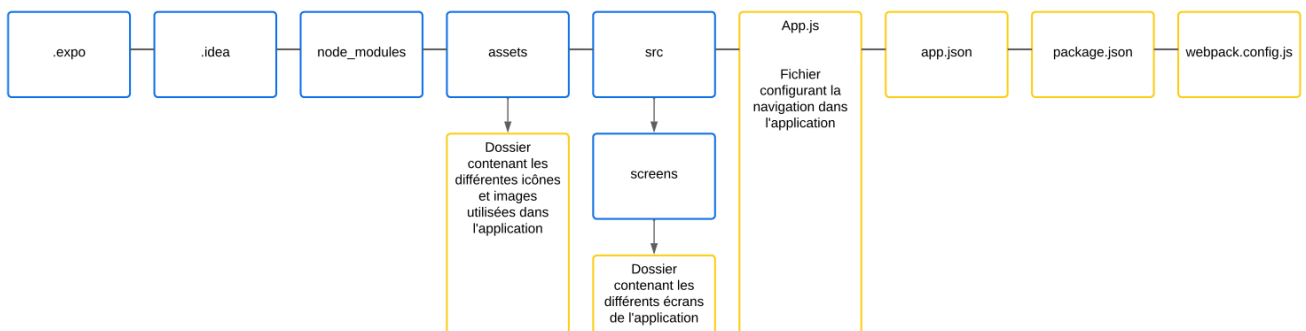 .expo
.idea
node_modules
assets
src
App.js
Fichier
configurant la
navigation dans
l'application
app.json
package.json
webpack.config.js
Dossier
contenant les
différentes icônes
et images
utilisées dans
l'application
screens
Dossier
contenant les
différents écrans
de l'application